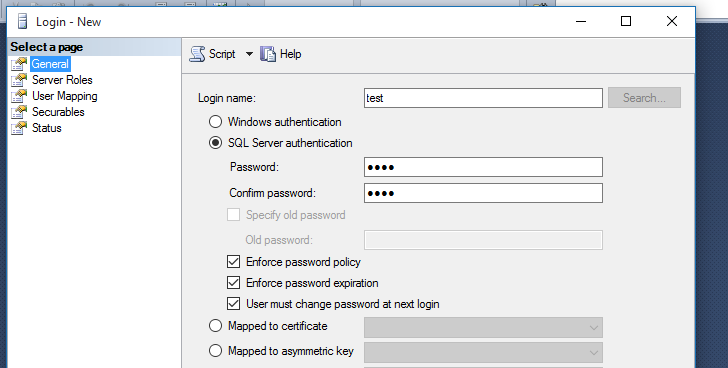 Login - New
Select a page
General
Server Roles
User Mapping
Securables
Status
Script
Help
Login name:
test
Search...
Windows authentication
SQL Server authentication
Password:
●●●●
Confirm password:
●●●●
Specify old password
Old password:
Enforce password policy
Enforce password expiration
User must change password at next login
Mapped to certificate
Mapped to asymmetric key